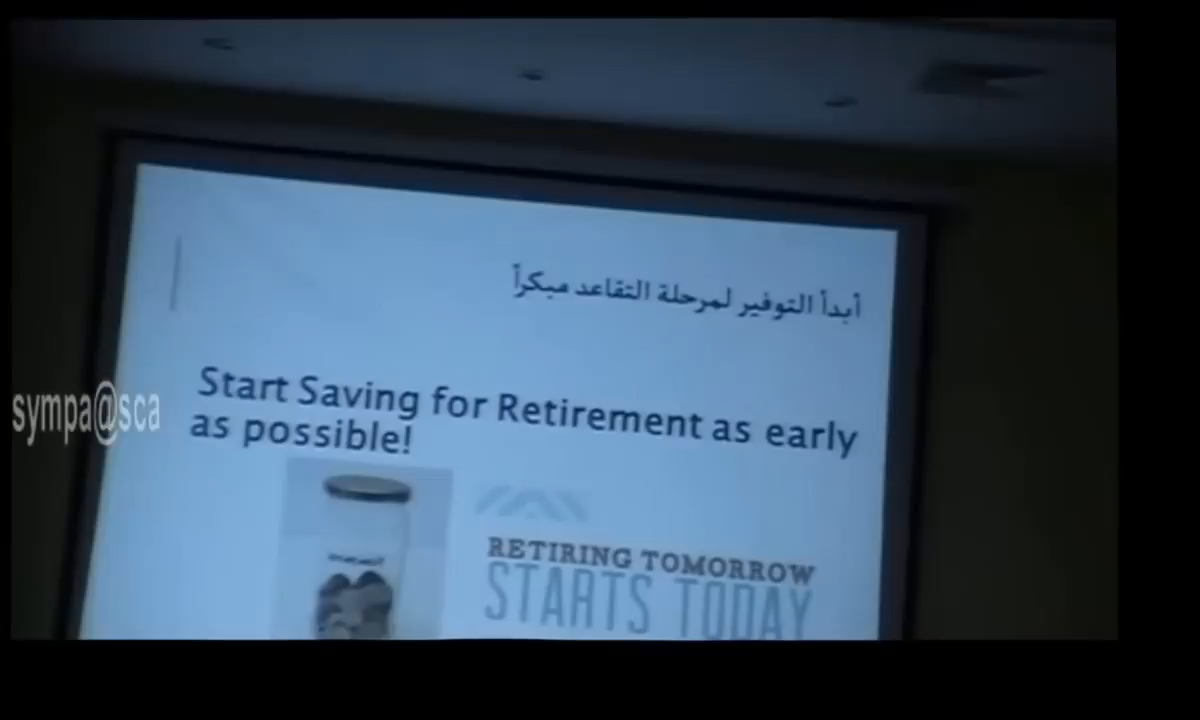 أبدأ التوفير لمرحلة التقاعد مبكراً
Start Saving for Retirement as early
as possible!
sympa@sca
RETIRING TOMORROW
STARTS TODAY